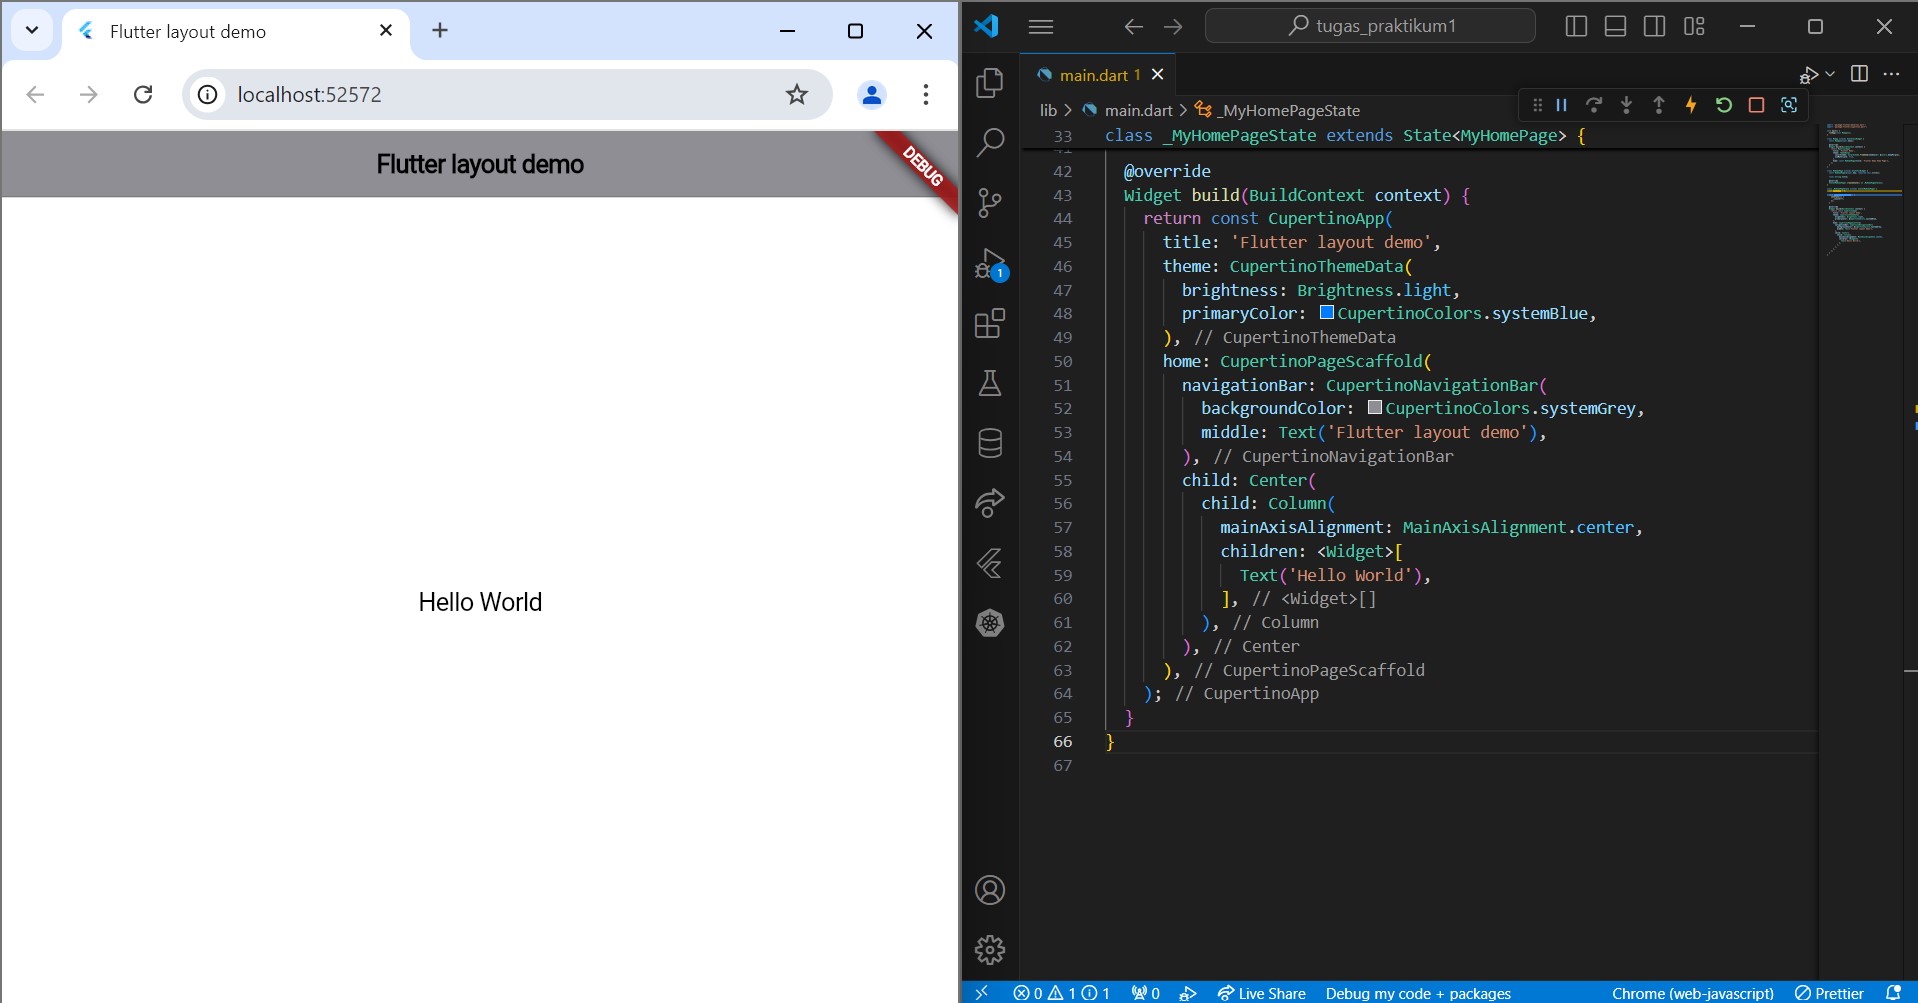 Flutter layout demo
localhost:52572
Flutter layout demo
DEBUG
Hello World
tugas_praktikum1
main.dart 1
lib > main.dart > _MyHomePageState
33 class _MyHomePageState extends State<MyHomePage> {
42 @override
43 Widget build(BuildContext context) {
44 return const CupertinoApp(
45 title: 'Flutter layout demo',
46 theme: CupertinoThemeData(
47 brightness: Brightness.light,
48 primaryColor: CupertinoColors.systemBlue,
49 ), // CupertinoThemeData
50 home: CupertinoPageScaffold(
51 navigationBar: CupertinoNavigationBar(
52 backgroundColor: CupertinoColors.systemGrey,
53 middle: Text('Flutter layout demo'),
54 ), // CupertinoNavigationBar
55 child: Center(
56 child: Column(
57 mainAxisAlignment: MainAxisAlignment.center,
58 children: <Widget>[
59 Text('Hello World'),
60 ], // <Widget>[]
61 ), // Column
62 ), // Center
63 ), // CupertinoPageScaffold
64 ); // CupertinoApp
65 }
66 }
67
1
0 1 1 0 Live Share Debug my code + packages Chrome (web-javascript) Prettier